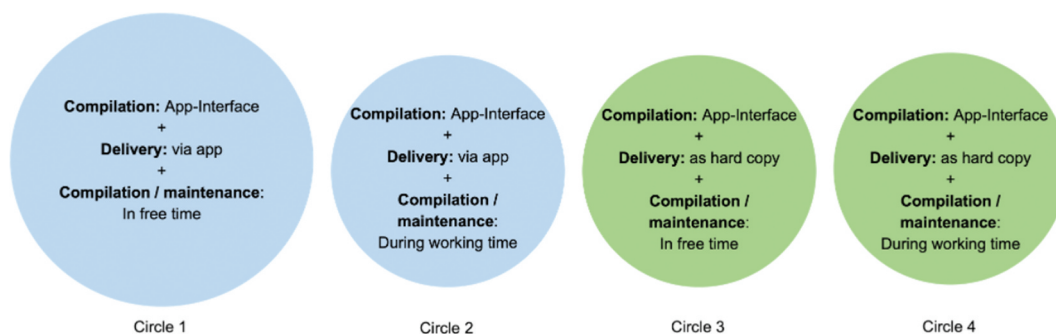 Compilation: App-Interface
+
Delivery: via app
+
Compilation / maintenance:
In free time
Circle 1
Compilation: App-Interface
+
Delivery: via app
+
Compilation /
maintenance:
During working time
Circle 2
Compilation: App-Interface
+
Delivery: as hard copy
+
Compilation /
maintenance:
In free time
Circle 3
Compilation: App-Interface
+
Delivery: as hard copy
+
Compilation /
maintenance:
During working time
Circle 4